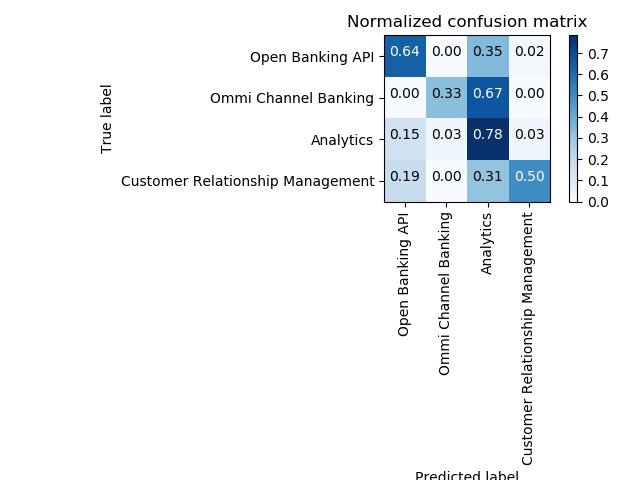 Normalized confusion matrix
True label
Open Banking API 0.64 0.00 0.35 0.02
Ommi Channel Banking 0.00 0.33 0.67 0.00
Analytics 0.15 0.03 0.78 0.03
Customer Relationship Management 0.19 0.00 0.31 0.50
0.7
0.6
0.5
0.4
0.3
0.2
0.1
0.0
Open Banking API
Ommi Channel Banking
Analytics
Customer Relationship Management
Predicted label